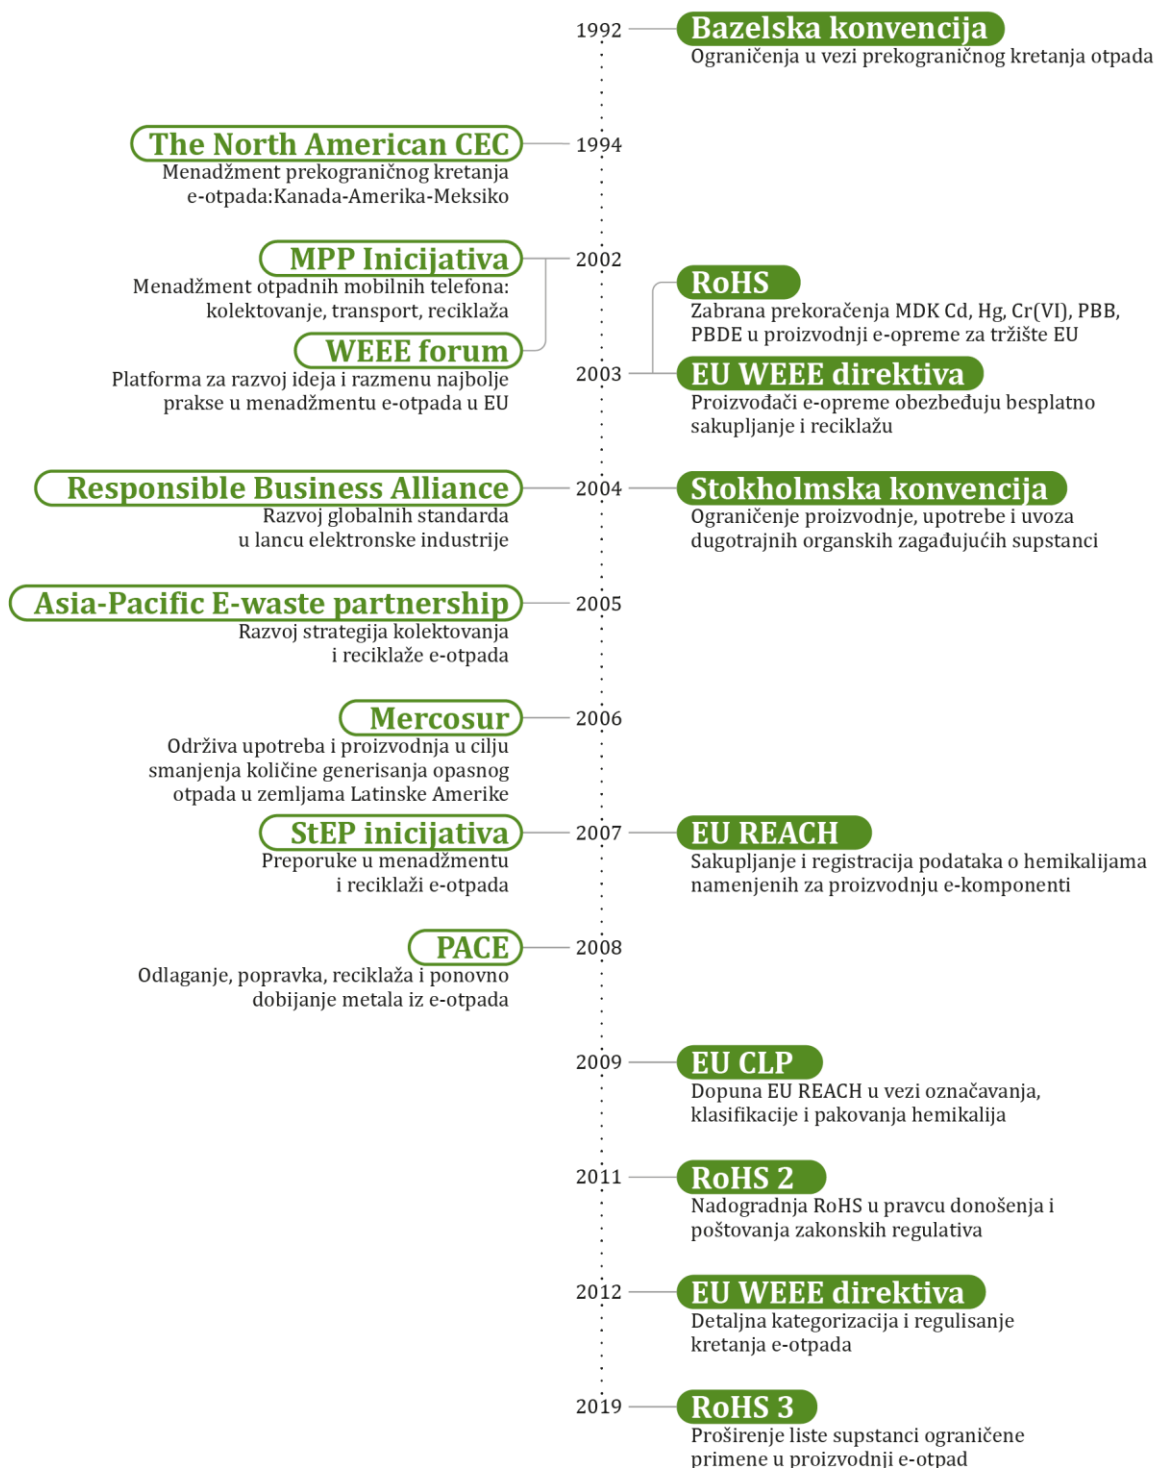 1992
Bazelska konvencija
Ograničenja u vezi prekograničnog kretanja otpada
The North American CEC
1994
Menadžment prekograničnog kretanja
e-otpada:Kanada-Amerika-Meksiko
MPP Inicijativa
2002
Menadžment otpadnih mobilnih telefona:
kolektovanje, transport, reciklaža
WEEE forum
Platforma za razvoj ideja i razmenu najbolje
prakse u menadžmentu e-otpada u EU
RoHS
Zabrana prekoračenja MDK Cd, Hg, Cr(VI), PBB,
PBDE u proizvodnji e-opreme za tržište EU
2003
EU WEEE direktiva
Proizvođači e-opreme obezbeđuju besplatno
sakupljanje i reciklažu
Responsible Business Alliance
Razvoj globalnih standarda
u lancu elektronske industrije
2004
Stokholmska konvencija
Ograničenje proizvodnje, upotrebe i uvoza
dugotrajnih organskih zagađujućih supstanci
Asia-Pacific E-waste partnership
2005
Razvoj strategija kolektovanja
i reciklaže e-otpada
Mercosur
2006
Održiva upotreba i proizvodnja u cilju
smanjenja količine generisanja opasnog
otpada u zemljama Latinske Amerike
StEP inicijativa
Preporuke u menadžmentu
i reciklaži e-otpada
2007
EU REACH
Sakupljanje i registracija podataka o hemikalijama
namenjenih za proizvodnju e-komponenti
PACE
2008
Odlaganje, popravka, reciklaža i ponovno
dobijanje metala iz e-otpada
2009
EU CLP
Dopuna EU REACH u vezi označavanja,
klasifikacije i pakovanja hemikalija
2011
RoHS 2
Nadogradnja RoHS u pravcu donošenja i
poštovanja zakonskih regulativa
2012
EU WEEE direktiva
Detaljna kategorizacija i regulisanje
kretanja e-otpada
2019
RoHS 3
Proširenje liste supstanci ograničene
primene u proizvodnji e-otpad